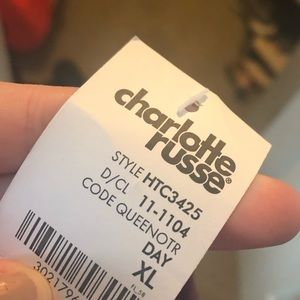 charlotte
russe®
STYLE HTC3425
D/CL 11-1104
CODE QUEENOTR
DAY
XL